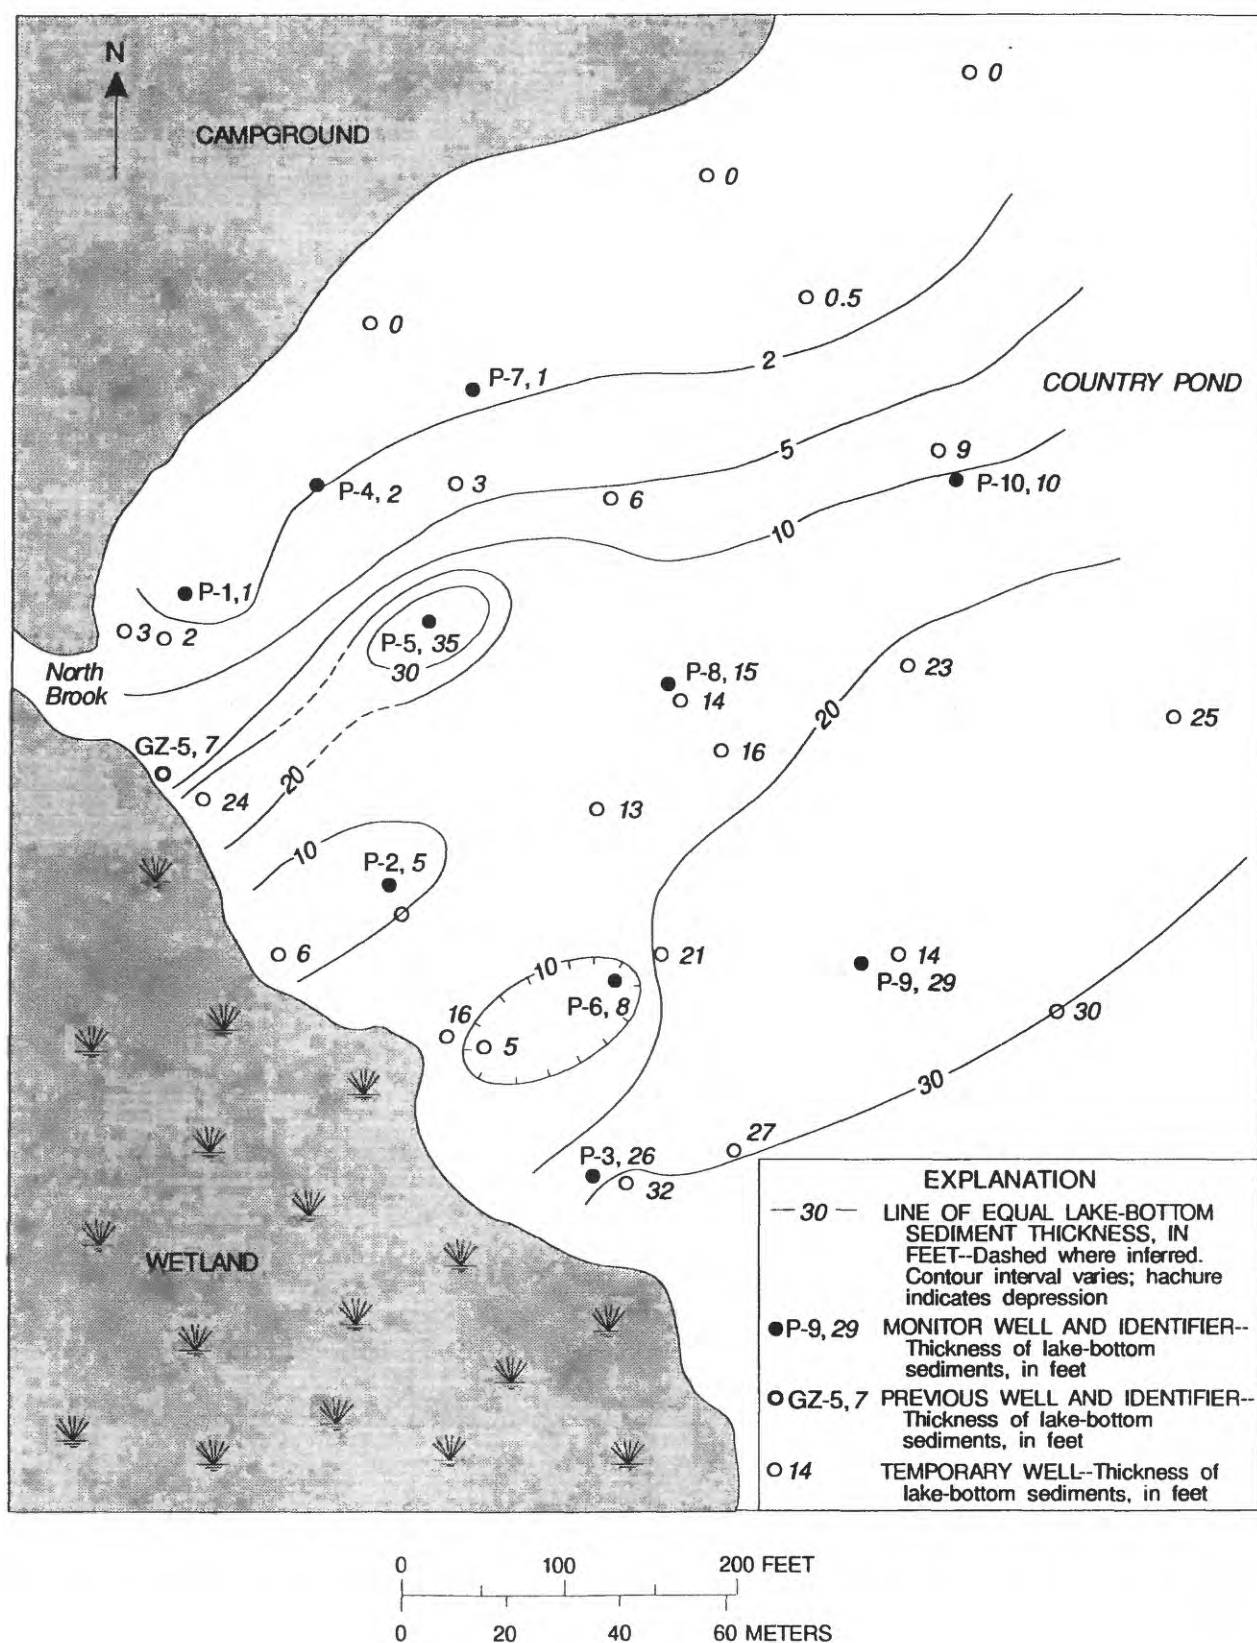 N
CAMPGROUND
0
0
0.5
0
P-7, 1
2
COUNTRY POND
5
9
P-4, 2
3
6
P-10, 10
10
P-1, 1
3
2
P-5, 35
30
North
Brook
P-8, 15
14
23
20
25
GZ-5, 7
16
20
24
13
10
P-2, 5
6
21
14
10
P-9, 29
P-6, 8
16
5
30
30
27
P-3, 26
32
WETLAND
EXPLANATION
30 LINE OF EQUAL LAKE-BOTTOM
SEDIMENT THICKNESS, IN
FEET--Dashed where inferred.
Contour interval varies; hachure
indicates depression
P-9, 29 MONITOR WELL AND IDENTIFIER--
Thickness of lake-bottom
sediments, in feet
GZ-5, 7 PREVIOUS WELL AND IDENTIFIER--
Thickness of lake-bottom
sediments, in feet
14 TEMPORARY WELL--Thickness of
lake-bottom sediments, in feet
0 100 200 FEET
0 20 40 60 METERS